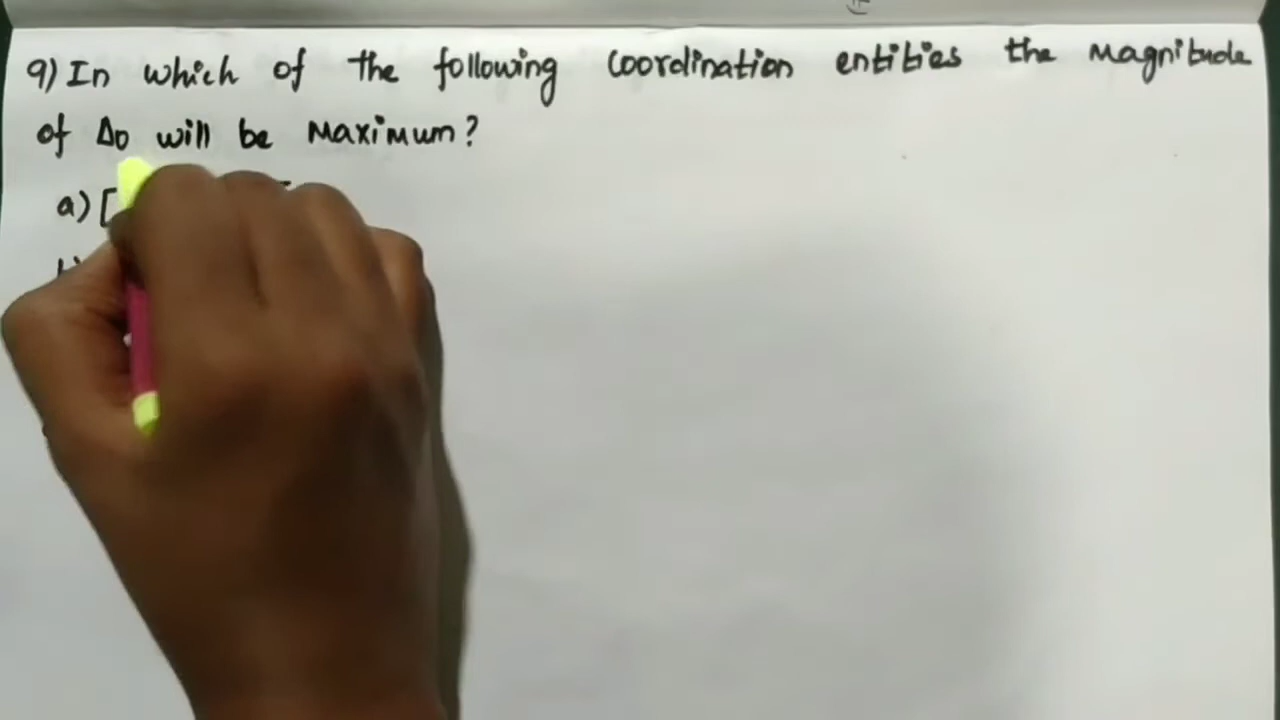 9) In which of the following coordination entities the Magnitude
of Δo will be Maximum?
a) [